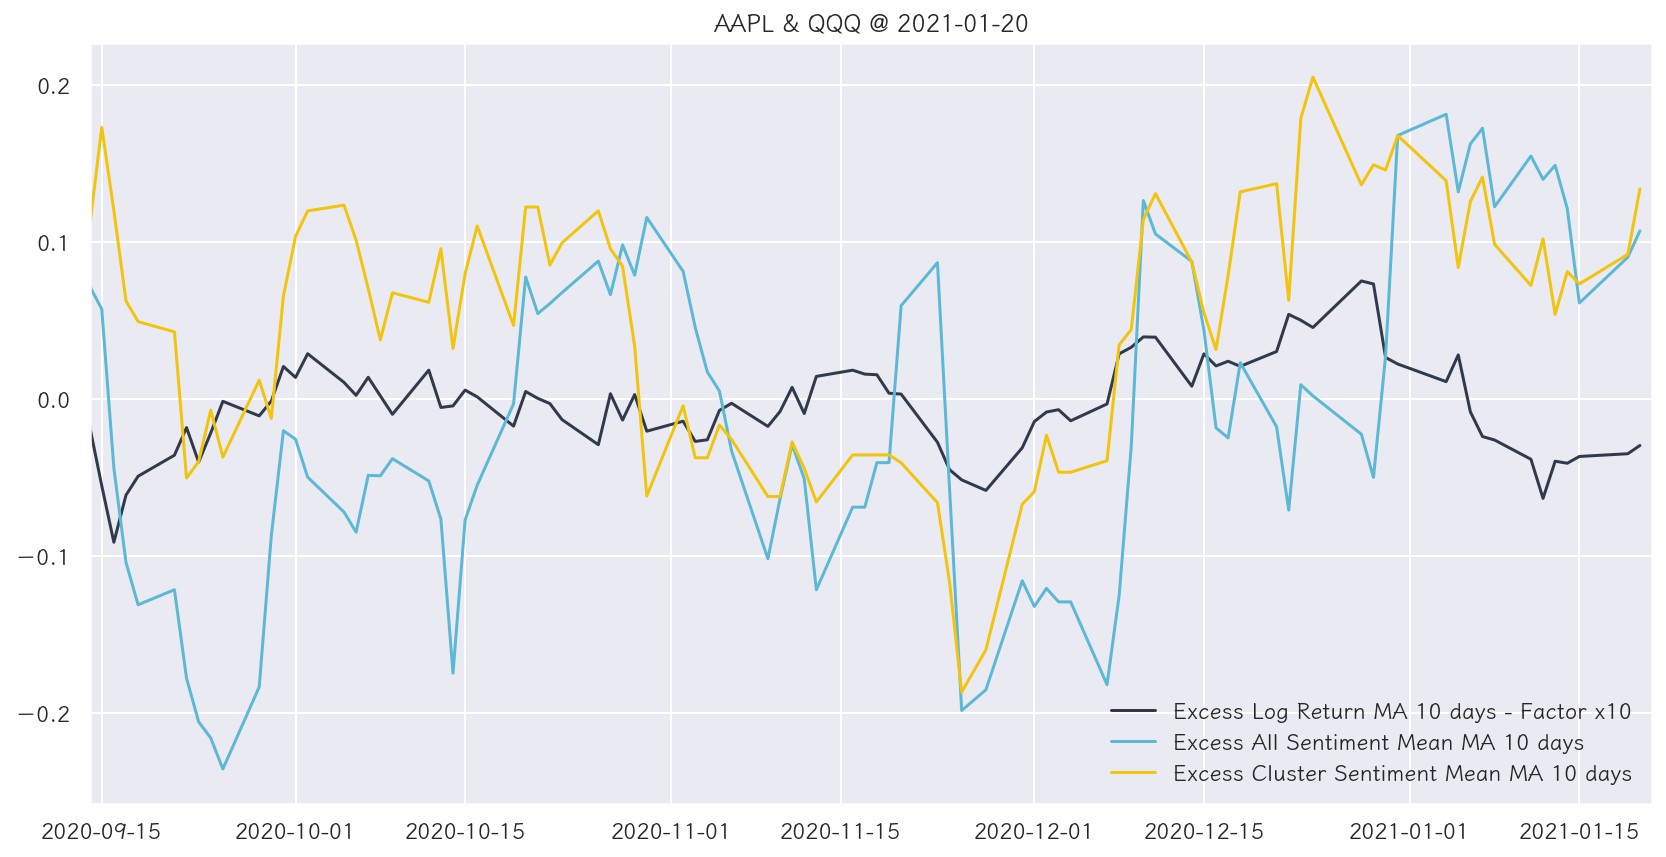 AAPL & QQQ @ 2021-01-20
0.2
0.1
0.0
−0.1
−0.2
Excess Log Return MA 10 days - Factor x10
Excess All Sentiment Mean MA 10 days
Excess Cluster Sentiment Mean MA 10 days
2020-09-15 2020-10-01 2020-10-15 2020-11-01 2020-11-15 2020-12-01 2020-12-15 2021-01-01 2021-01-15